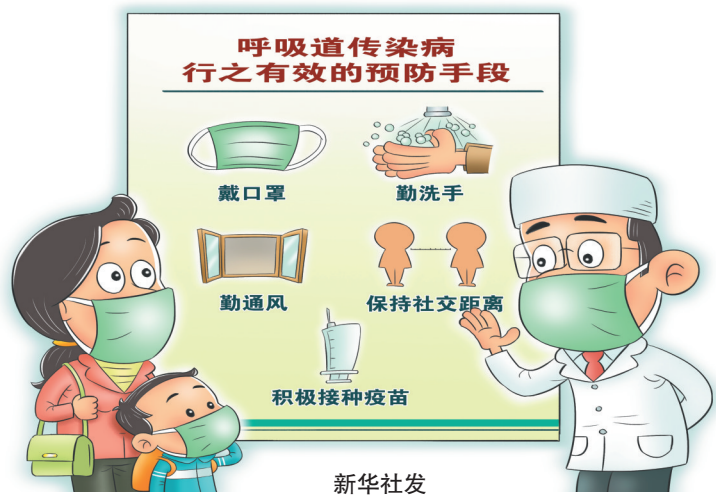 呼吸道传染病
行之有效的预防手段
戴口罩
勤洗手
勤通风
保持社交距离
积极接种疫苗
新华社发